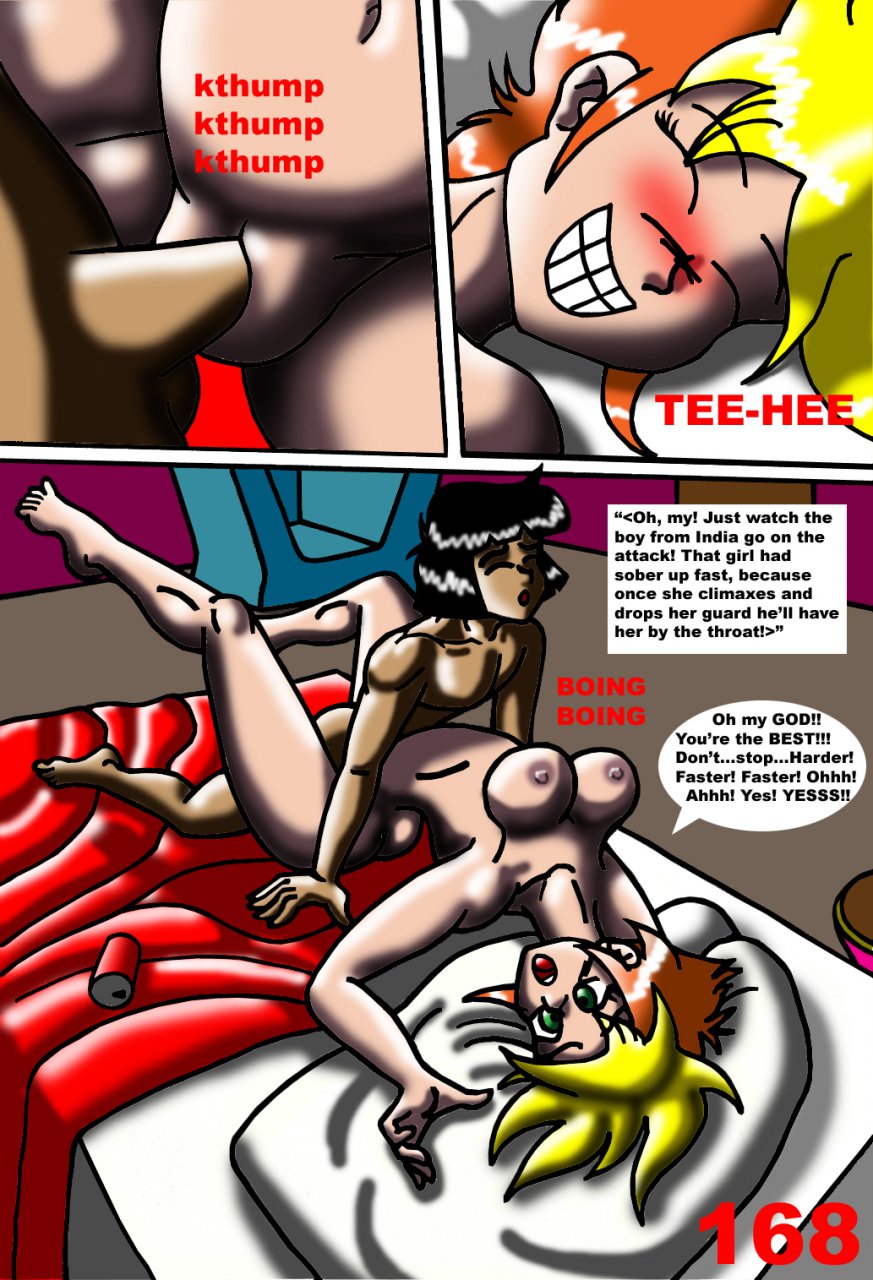 kthump
kthump
kthump
TEE-HEE
“<Oh, my! Just watch the
boy from India go on the
attack! That girl had
sober up fast, because
once she climaxes and
drops her guard he’ll have
her by the throat!>”
BOING
BOING
Oh my GOD!!
You’re the BEST!!!
Don’t...stop...Harder!
Faster! Faster! Ohhh!
Ahhh! Yes! YESSS!!
168